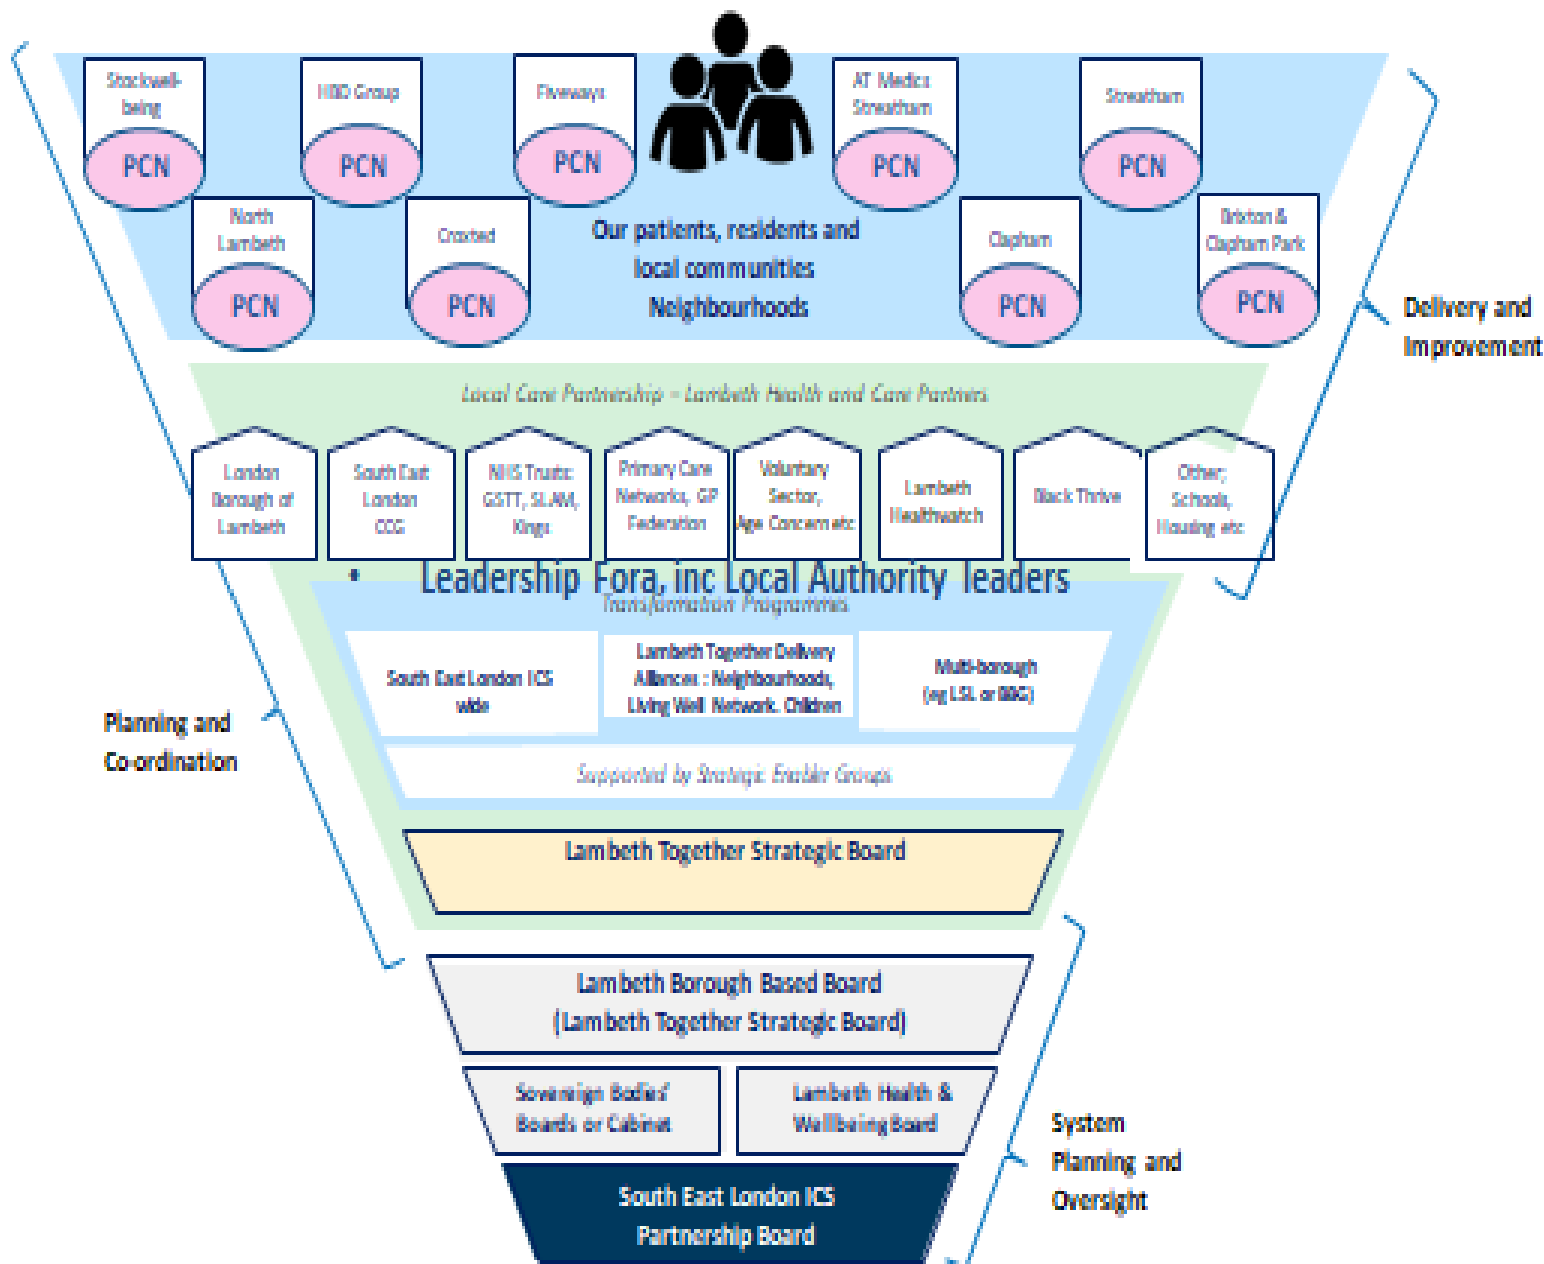 Stockwell-
being
PCN
HBD Group
PCN
Fiveways
PCN
AT Medics
Streatham
PCN
Streatham
PCN
North
Lambeth
PCN
Croxted
PCN
Our patients, residents and
local communities
Neighbourhoods
Clapham
PCN
Brixton &
Clapham Park
PCN
Delivery and
Improvement
Local Care Partnership – Lambeth Health and Care Partners
London
Borough of
Lambeth
South East
London
CCG
NHS Trusts:
GSTT, SLAM,
Kings
Primary Care
Networks, GP
Federation
Voluntary
Sector,
Age Concern etc
Lambeth
Healthwatch
Black Thrive
Other;
Schools,
Housing etc
• Leadership Fora, inc Local Authority leaders
Transformation Programmes
South East London ICS
wide
Lambeth Together Delivery
Alliances : Neighbourhoods,
Living Well Network. Children
Multi-borough
(eg LSL or BBG)
Planning and
Co-ordination
Supported by Strategic Enabler Groups
Lambeth Together Strategic Board
Lambeth Borough Based Board
(Lambeth Together Strategic Board)
Sovereign Bodies'
Boards or Cabinet
Lambeth Health &
Wellbeing Board
System
Planning and
Oversight
South East London ICS
Partnership Board